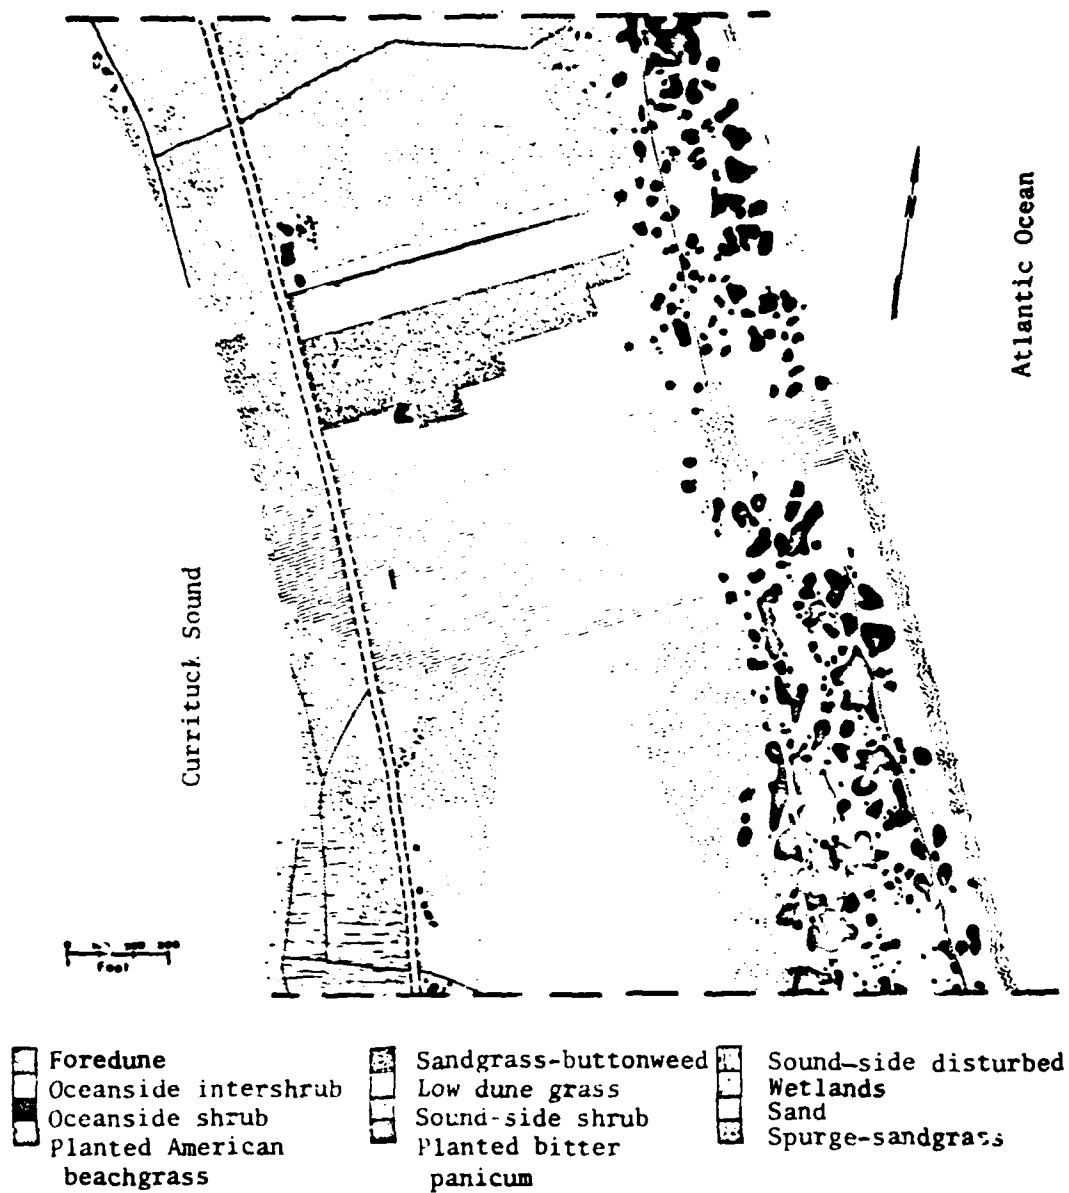 Atlantic Ocean
Currituck Sound
Feet
Foredune
Oceanside intershrub
Oceanside shrub
Planted American
beachgrass
Sandgrass-buttonweed
Low dune grass
Sound-side shrub
Planted bitter
panicum
Sound-side disturbed
Wetlands
Sand
Spurge-sandgrass